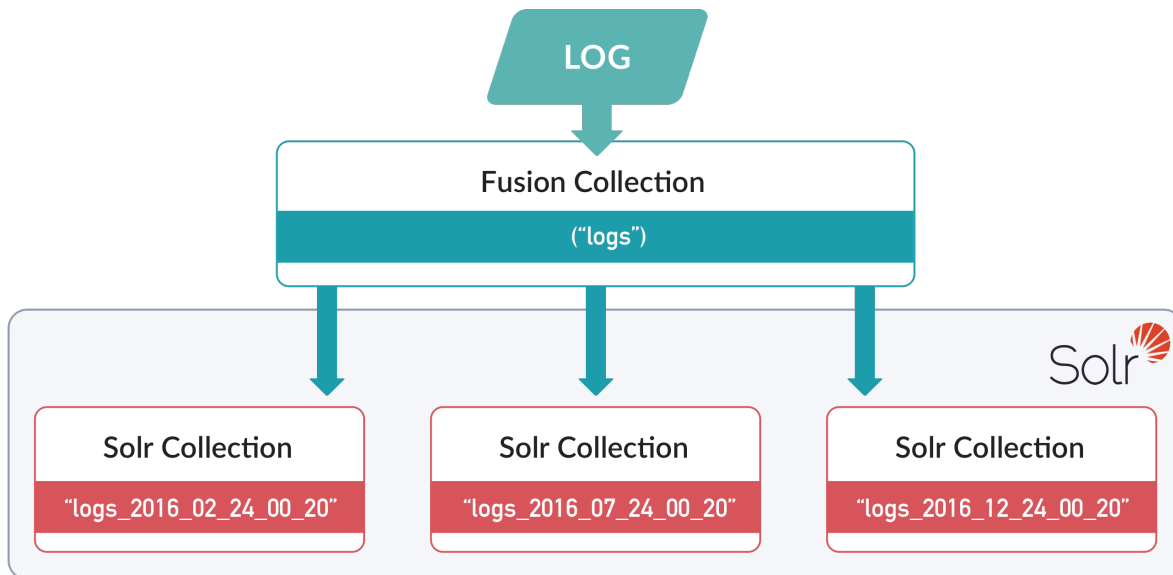 LOG
Fusion Collection
(“logs”)
Solr
Solr Collection
“logs_2016_02_24_00_20”
Solr Collection
“logs_2016_07_24_00_20”
Solr Collection
“logs_2016_12_24_00_20”